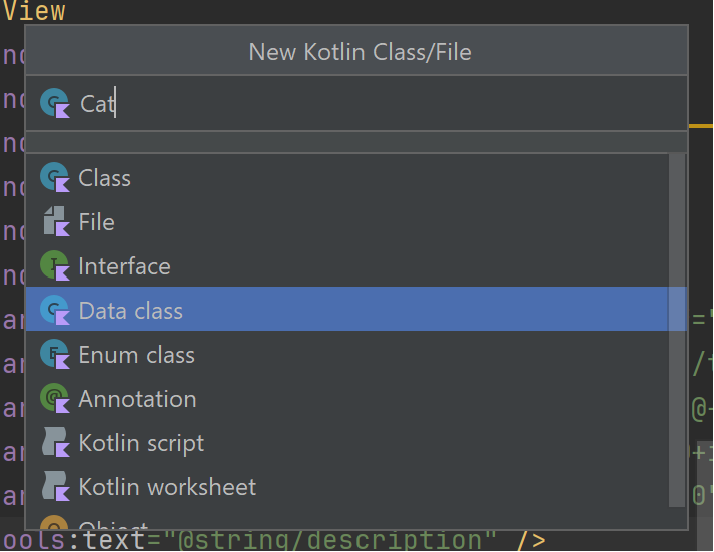 View
New Kotlin Class/File
Cat
Class
File
Interface
Data class
Enum class
Annotation
Kotlin script
Kotlin worksheet
Object
ools:text="@string/description" />